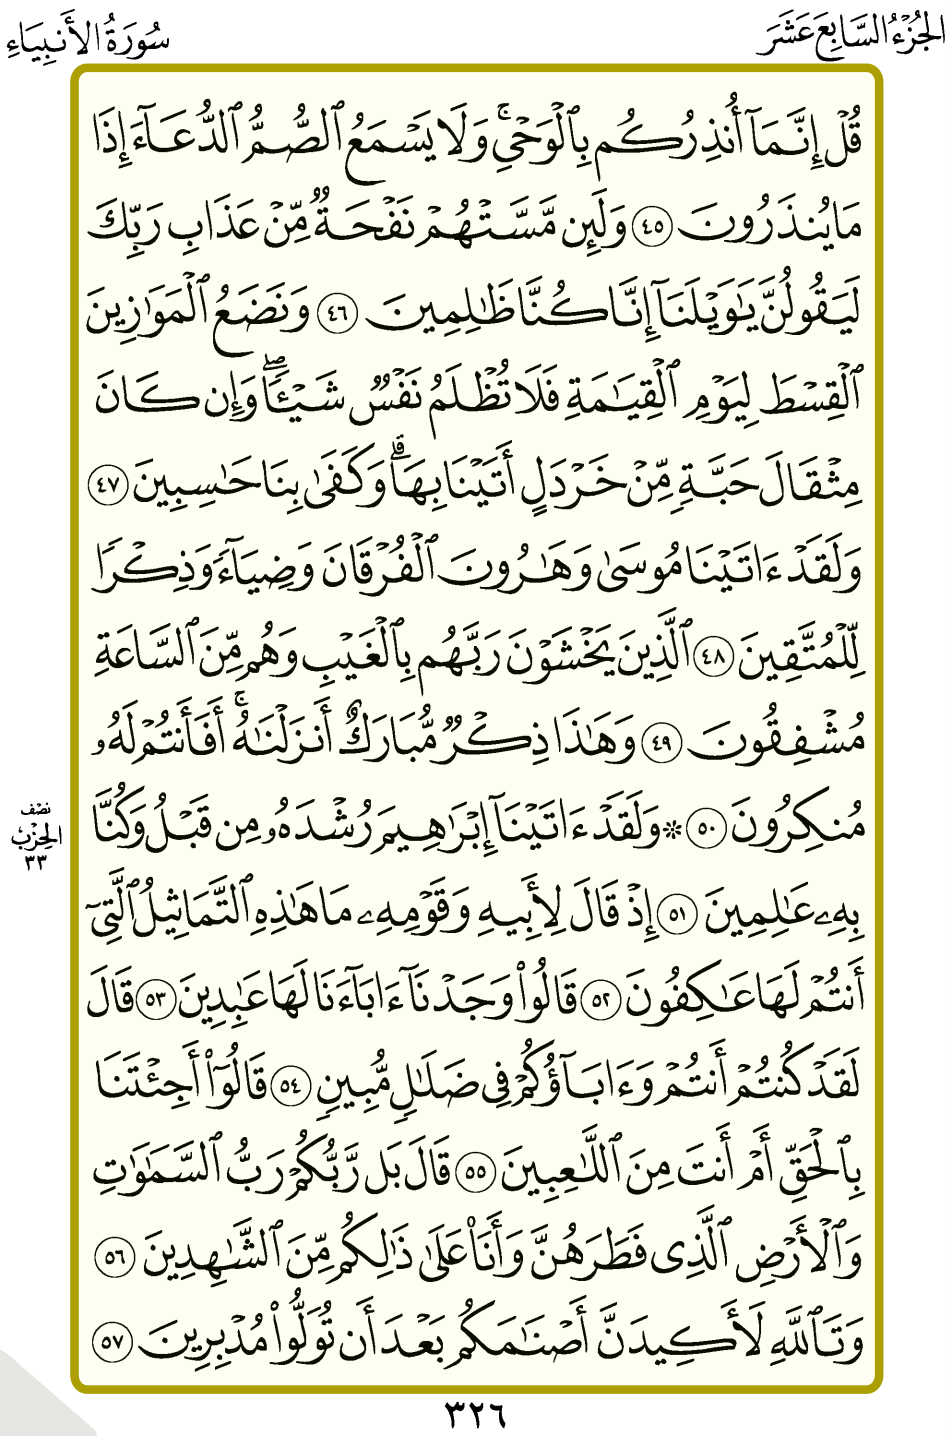 الجُزْءُ السَّابِعَ عَشَرَ
سُورَةُ الأَنبِيَاءِ
قُلْ إِنَّمَآ أُنذِرُكُم بِٱلْوَحْىِۚ وَلَا يَسْمَعُ ٱلصُّمُّ ٱلدُّعَآءَ إِذَا
مَا يُنذَرُونَ ٤٥ وَلَئِن مَّسَّتْهُمْ نَفْحَةٌ مِّنْ عَذَابِ رَبِّكَ
لَيَقُولُنَّ يَٰوَيْلَنَآ إِنَّا كُنَّا ظَٰلِمِينَ ٤٦ وَنَضَعُ ٱلْمَوَٰزِينَ
ٱلْقِسْطَ لِيَوْمِ ٱلْقِيَٰمَةِ فَلَا تُظْلَمُ نَفْسٌ شَيْـًٔاۖ وَإِن كَانَ
مِثْقَالَ حَبَّةٍ مِّنْ خَرْدَلٍ أَتَيْنَا بِهَاۗ وَكَفَىٰ بِنَا حَٰسِبِينَ ٤٧
وَلَقَدْ ءَاتَيْنَا مُوسَىٰ وَهَٰرُونَ ٱلْفُرْقَانَ وَضِيَآءً وَذِكْرًا
لِّلْمُتَّقِينَ ٤٨ ٱلَّذِينَ يَخْشَوْنَ رَبَّهُم بِٱلْغَيْبِ وَهُم مِّنَ ٱلسَّاعَةِ
مُشْفِقُونَ ٤٩ وَهَٰذَا ذِكْرٌ مُّبَارَكٌ أَنزَلْنَٰهُۚ أَفَأَنتُمْ لَهُۥ
مُنكِرُونَ ٥٠ ۞ وَلَقَدْ ءَاتَيْنَآ إِبْرَٰهِيمَ رُشْدَهُۥ مِن قَبْلُ وَكُنَّا
نصْف
الحِزْبُ
٣٣
بِهِۦ عَٰلِمِينَ ٥١ إِذْ قَالَ لِأَبِيهِ وَقَوْمِهِۦ مَا هَٰذِهِ ٱلتَّمَاثِيلُ ٱلَّتِىٓ
أَنتُمْ لَهَا عَٰكِفُونَ ٥٢ قَالُوا۟ وَجَدْنَآ ءَابَآءَنَا لَهَا عَٰبِدِينَ ٥٣ قَالَ
لَقَدْ كُنتُمْ أَنتُمْ وَءَابَآؤُكُمْ فِى ضَلَٰلٍ مُّبِينٍ ٥٤ قَالُوٓا۟ أَجِئْتَنَا
بِٱلْحَقِّ أَمْ أَنتَ مِنَ ٱللَّٰعِبِينَ ٥٥ قَالَ بَل رَّبُّكُمْ رَبُّ ٱلسَّمَٰوَٰتِ
وَٱلْأَرْضِ ٱلَّذِى فَطَرَهُنَّ وَأَنَا۠ عَلَىٰ ذَٰلِكُم مِّنَ ٱلشَّٰهِدِينَ ٥٦
وَتَٱللَّهِ لَأَكِيدَنَّ أَصْنَٰمَكُم بَعْدَ أَن تُوَلُّوا۟ مُدْبِرِينَ ٥٧
٣٢٦